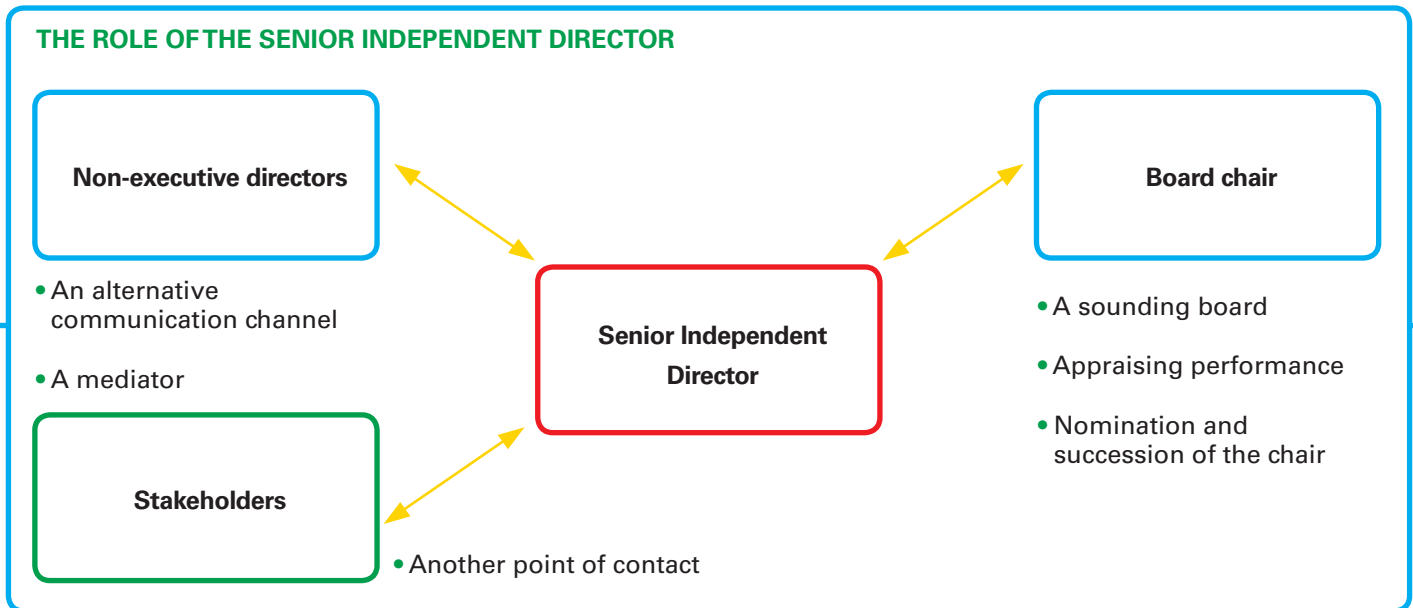 THE ROLE OF THE SENIOR INDEPENDENT DIRECTOR
Non-executive directors
• An alternative
communication channel
• A mediator
Stakeholders
• Another point of contact
Senior Independent
Director
Board chair
• A sounding board
• Appraising performance
• Nomination and
succession of the chair